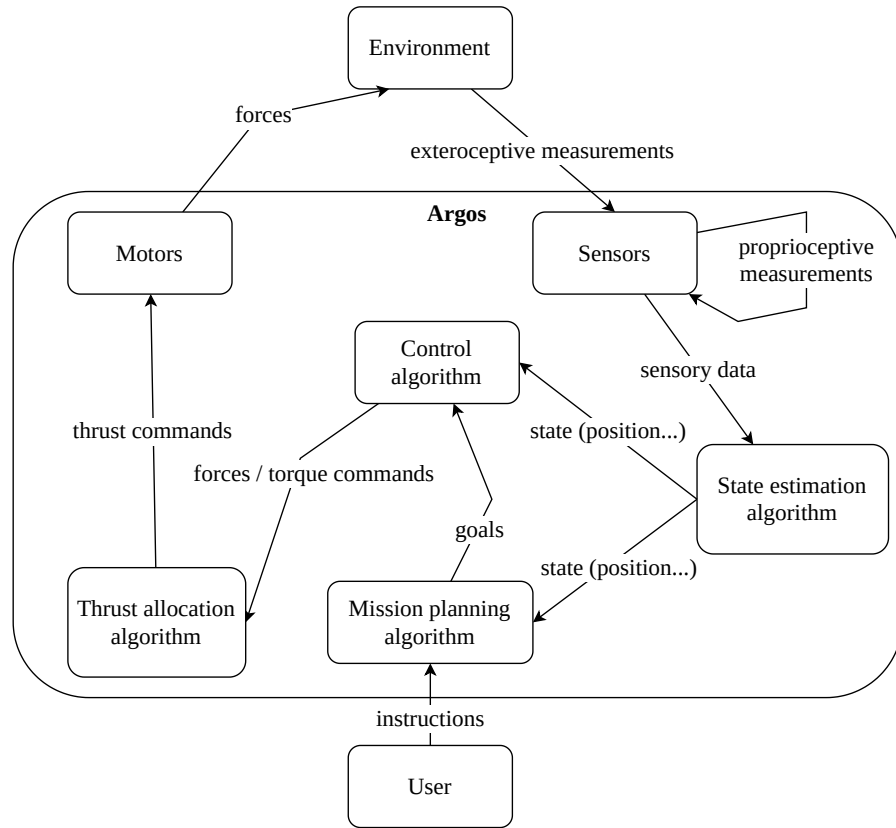 Environment
forces
exteroceptive measurements
Argos
Motors
Sensors
proprioceptive
measurements
Control
algorithm
sensory data
thrust commands
state (position...)
forces / torque commands
State estimation
algorithm
goals
state (position...)
Thrust allocation
algorithm
Mission planning
algorithm
instructions
User